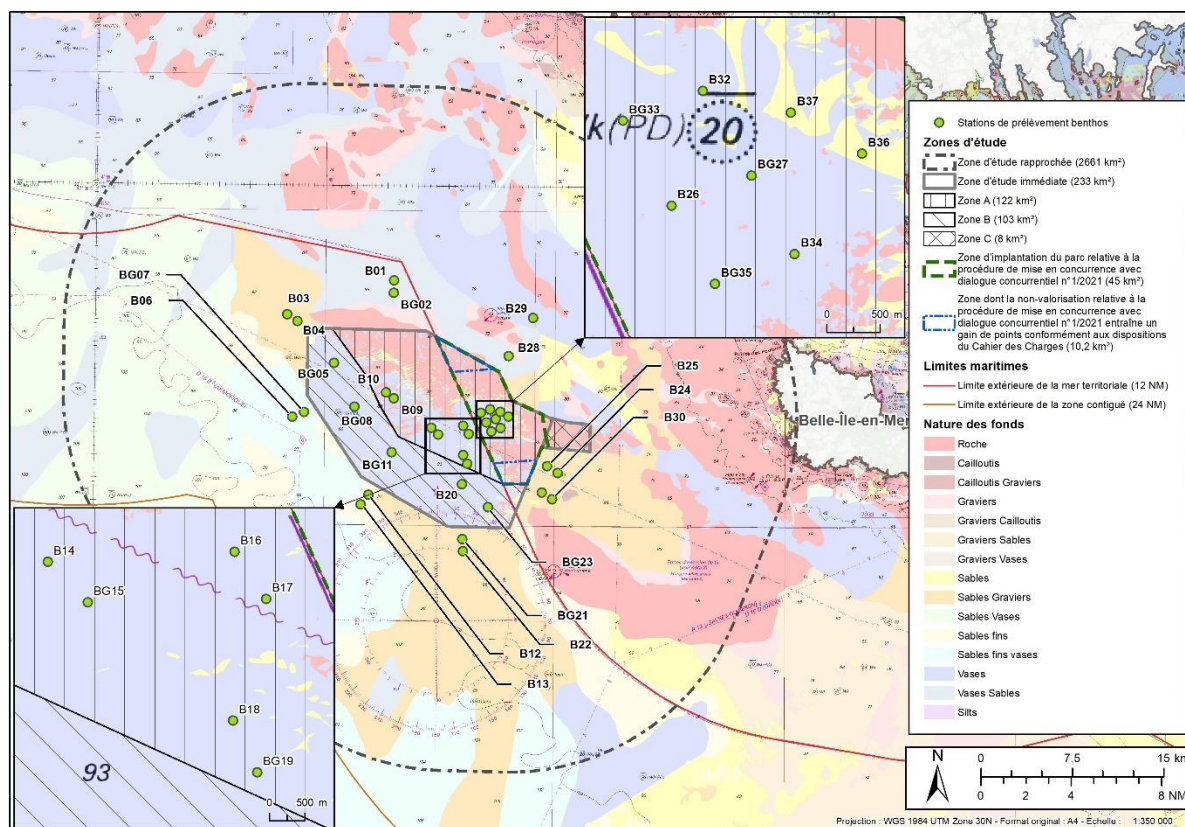 B32
BG33
B37
lk(PD)
20
B36
BG27
B26
B34
BG35
0
500 m
BG07
B06
B01
BG02
B03
B04
B29
B28
BG05
B10
B25
B24
B30
BG08
B09
BG11
B20
BG23
BG21
B22
B12
B13
Belle-Île-en-Mer
B14
B16
BG15
B17
B18
BG19
93
0
500 m
Stations de prélèvement benthos
Zones d'étude
Zone d'étude rapprochée (2661 km²)
Zone d'étude immédiate (233 km²)
Zone A (122 km²)
Zone B (103 km²)
Zone C (8 km²)
Zone d'implantation du parc relative à la
procédure de mise en concurrence avec
dialogue concurrentiel n°1/2021 (45 km²)
Zone dont la non-valorisation relative à la
procédure de mise en concurrence avec
dialogue concurrentiel n°1/2021 entraîne un
gain de points conformément aux dispositions
du Cahier des Charges (10,2 km²)
Limites maritimes
Limite extérieure de la mer territoriale (12 NM)
Limite extérieure de la zone contiguë (24 NM)
Nature des fonds
Roche
Cailloutis
Cailloutis Graviers
Graviers
Graviers Cailloutis
Graviers Sables
Graviers Vases
Sables
Sables Graviers
Sables Vases
Sables fins
Sables fins vases
Vases
Vases Sables
Silts
N
0 7.5 15 km
0 2 4 8 NM
Projection : WGS 1984 UTM Zone 30N - Format original : A4 - Echelle : 1:350 000